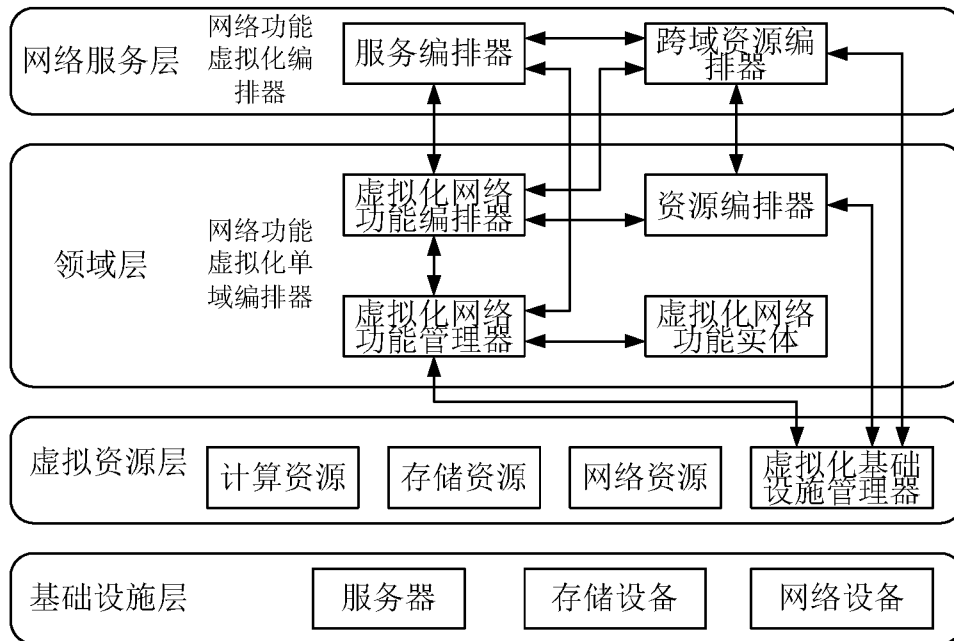 网络服务层
网络功能
虚拟化编
排器
服务编排器
跨域资源编
排器
领域层
网络功能
虚拟化单
域编排器
虚拟化网络
功能编排器
资源编排器
虚拟化网络
功能管理器
虚拟化网络
功能实体
虚拟资源层
计算资源
存储资源
网络资源
虚拟化基础
设施管理器
基础设施层
服务器
存储设备
网络设备